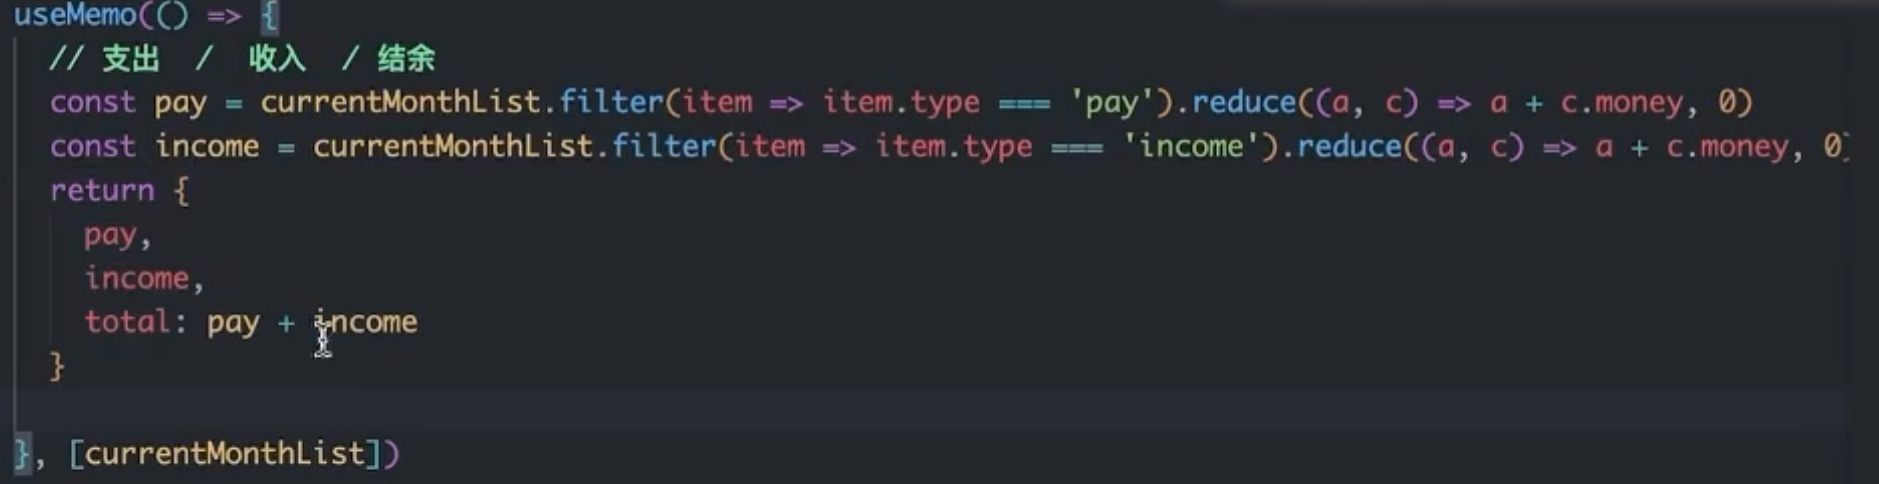 useMemo(() => {
// 支出 / 收入 / 结余
const pay = currentMonthList.filter(item => item.type === 'pay').reduce((a, c) => a + c.money, 0)
const income = currentMonthList.filter(item => item.type === 'income').reduce((a, c) => a + c.money, 0)
return {
pay,
income,
total: pay + income
}
}, [currentMonthList])